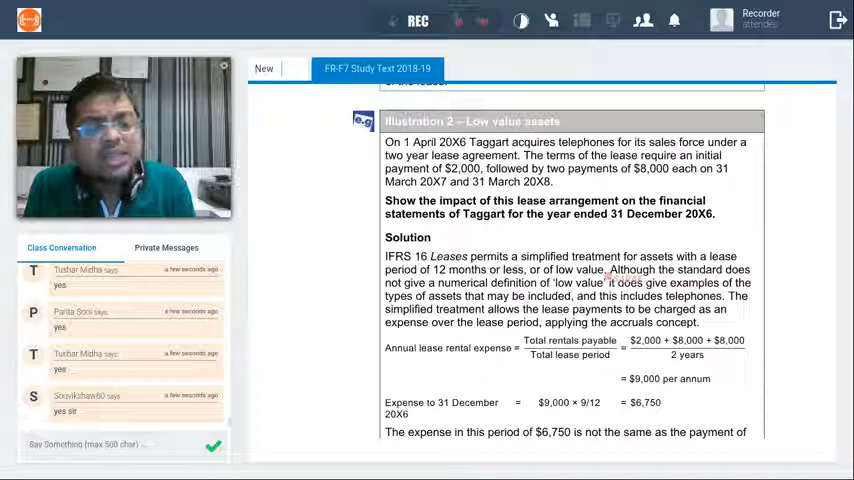 REC
Recorder
attendes
New
FR-F7 Study Text 2018-19
Illustration 2 – Low value assets
e.g
On 1 April 20X6 Taggart acquires telephones for its sales force under a
two year lease agreement. The terms of the lease require an initial
payment of $2,000, followed by two payments of $8,000 each on 31
March 20X7 and 31 March 20X8.
Show the impact of this lease arrangement on the financial
statements of Taggart for the year ended 31 December 20X6.
Solution
IFRS 16 Leases permits a simplified treatment for assets with a lease
period of 12 months or less, or of low value. Although the standard does
not give a numerical definition of 'low value' it does give examples of the
types of assets that may be included, and this includes telephones. The
simplified treatment allows the lease payments to be charged as an
expense over the lease period, applying the accruals concept.
Annual lease rental expense = Total rentals payable = $2,000 + $8,000 + $8,000
Total lease period 2 years
= $9,000 per annum
Expense to 31 December = $9,000 × 9/12 = $6,750
20X6
The expense in this period of $6,750 is not the same as the payment of
Class Conversation
Private Messages
T
Tushar Midha says:
a few seconds ago
yes
P
Parita Soni says:
a few seconds ago
yes
T
Tushar Midha says:
a few seconds ago
yes
S
Souvikshaw60 says:
a few seconds ago
yes sir
Say Something (max 500 char) ...